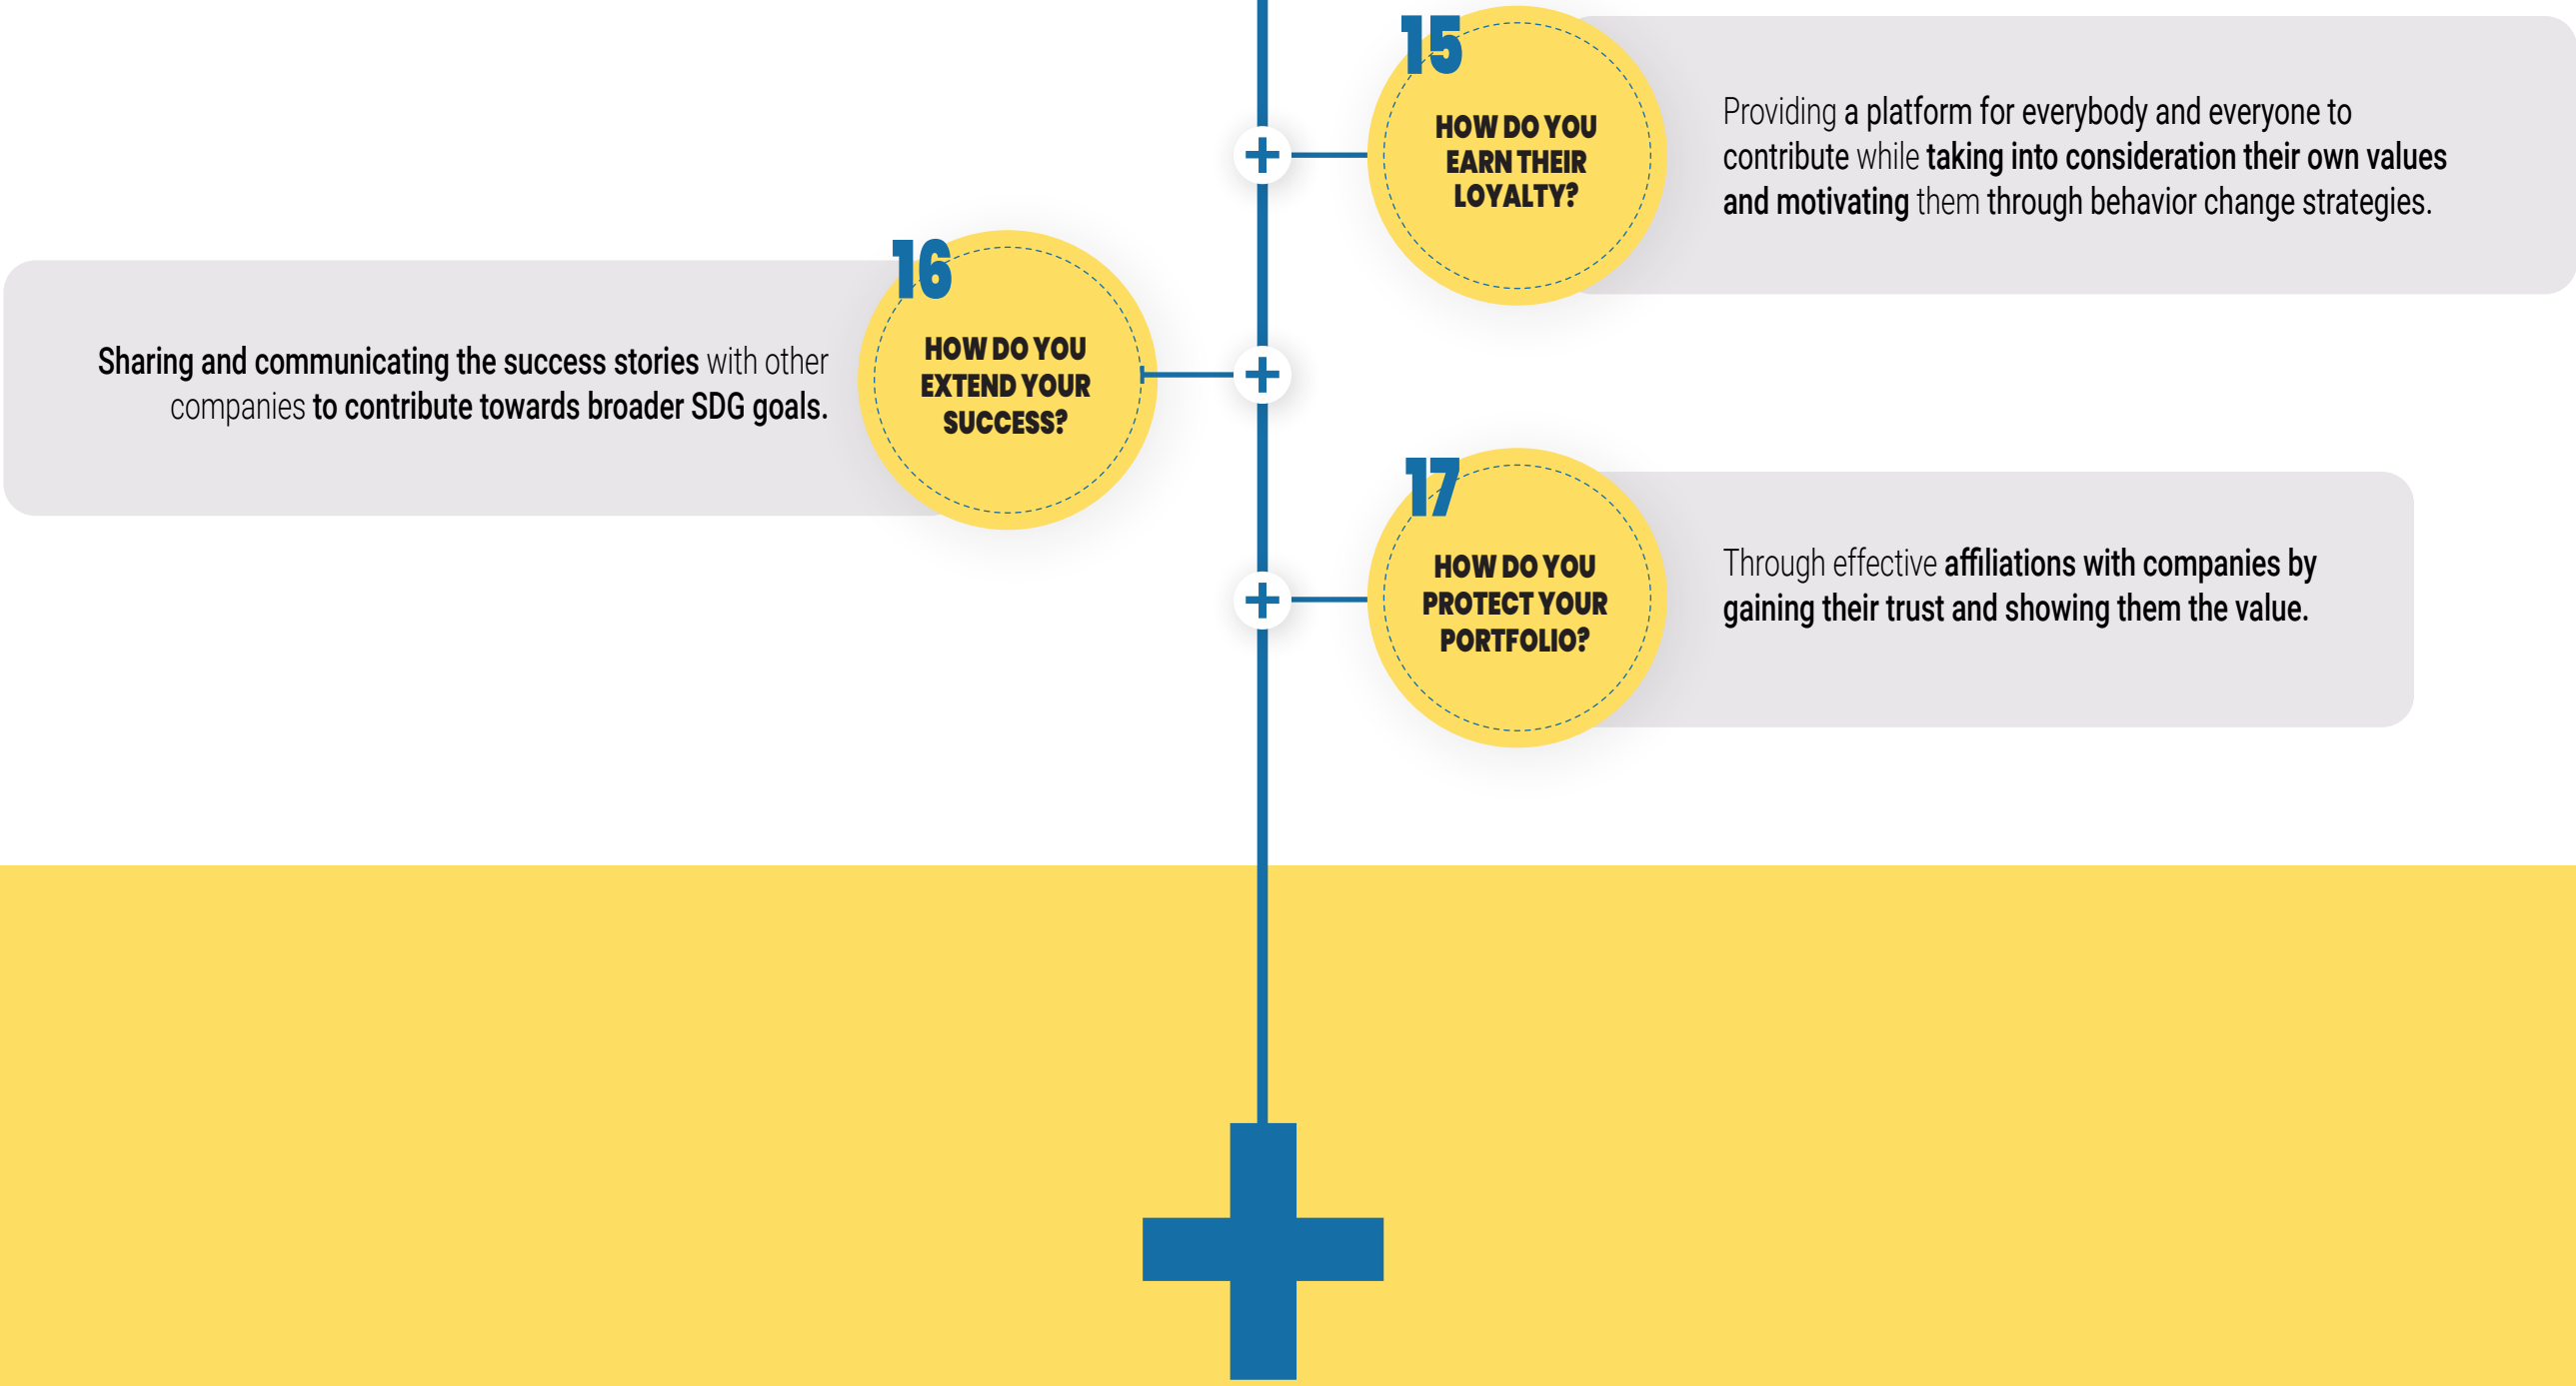 15
HOW DO YOU
EARN THEIR
LOYALTY?
Providing a platform for everybody and everyone to
contribute while taking into consideration their own values
and motivating them through behavior change strategies.
16
HOW DO YOU
EXTEND YOUR
SUCCESS?
Sharing and communicating the success stories with other
companies to contribute towards broader SDG goals.
17
HOW DO YOU
PROTECT YOUR
PORTFOLIO?
Through effective affiliations with companies by
gaining their trust and showing them the value.